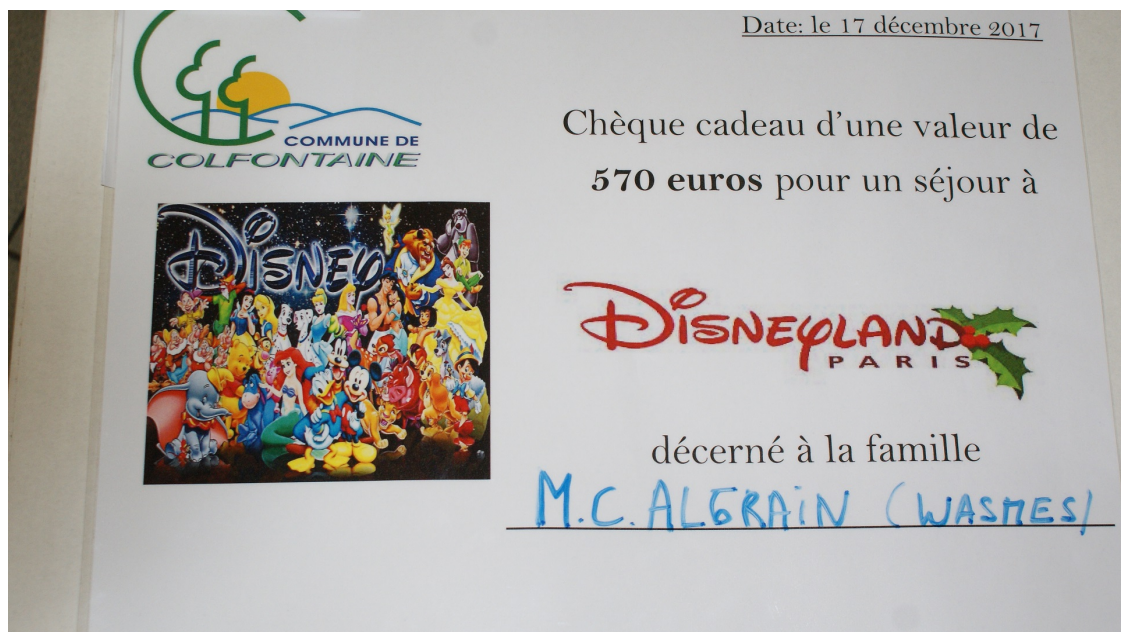 Date: le 17 décembre 2017
COMMUNE DE
COLFONTAINE
Chèque cadeau d'une valeur de
570 euros pour un séjour à
DISNEY
DISNEYLAND
PARIS
décerné à la famille
M.C. ALGRAIN (WASMES)